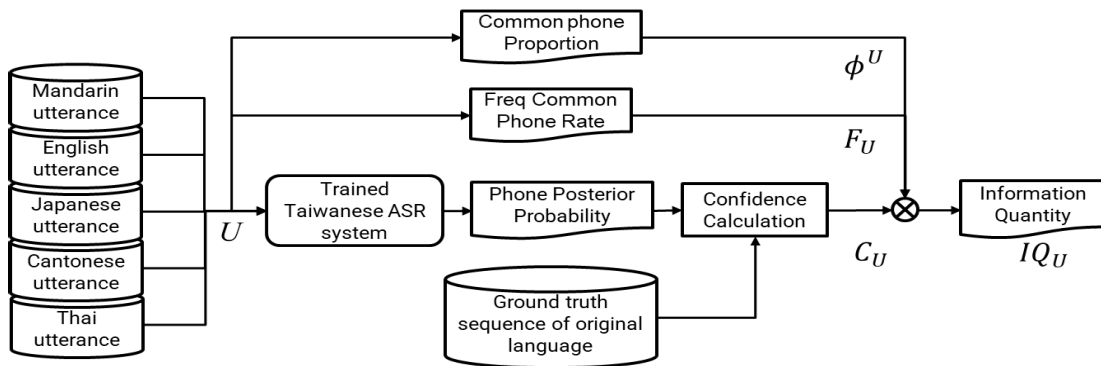 Mandarin
utterance
English
utterance
Japanese
utterance
Cantonese
utterance
Thai
utterance
U
Common phone
Proportion
ϕ^U
Freq Common
Phone Rate
F_U
Trained
Taiwanese ASR
system
Phone Posterior
Probability
Confidence
Calculation
C_U
Ground truth
sequence of original
language
Information
Quantity
IQ_U